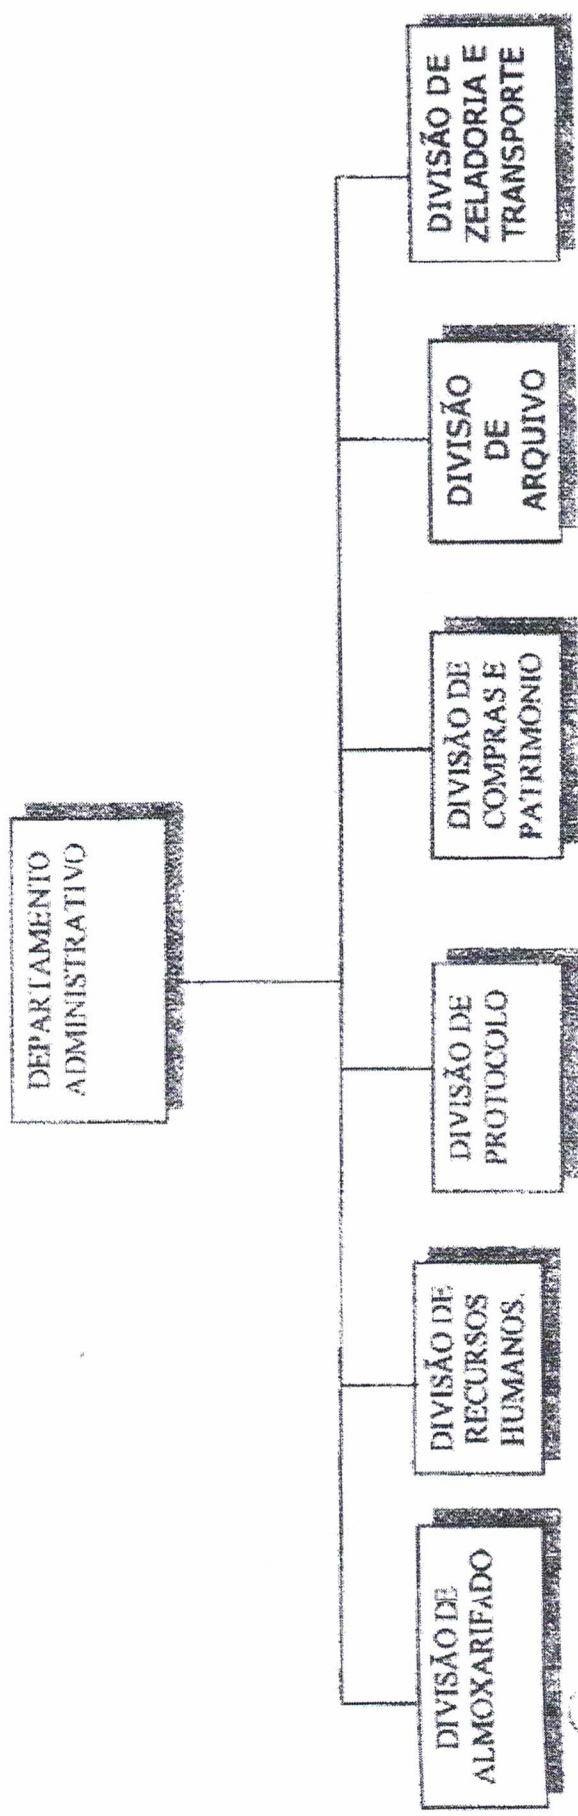 DEPARTAMENTO
ADMINISTRATIVO
DIVISÃO DE
ALMOXARIFADO
DIVISÃO DE
RECURSOS
HUMANOS.
DIVISÃO DE
PROTOCOLO
DIVISÃO DE
COMPRAS E
PATRIMÔNIO
DIVISÃO
DE
ARQUIVO
DIVISÃO DE
ZELADORIA E
TRANSPORTE